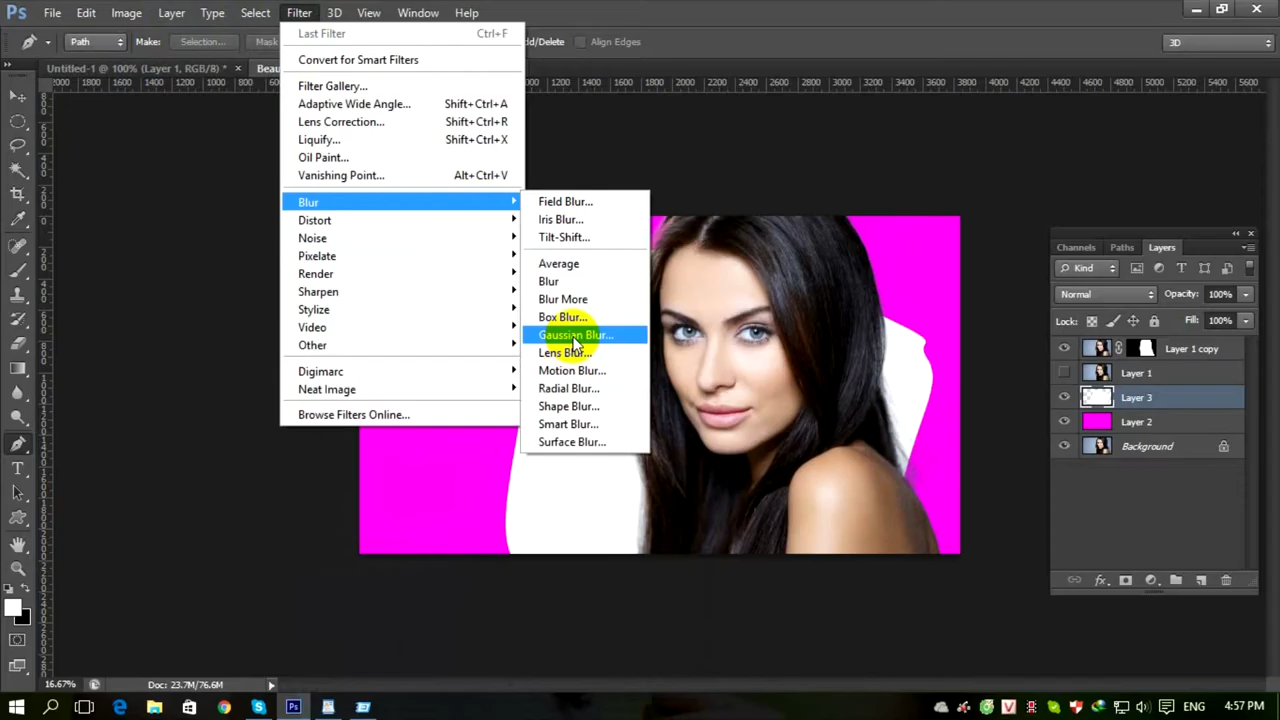 Ps File Edit Image Layer Type Select Filter 3D View Window Help
Path Make: Selection... Mask d/Delete Align Edges 3D
Untitled-1 @ 100% (Layer 1, RGB/8) * × Beau
Last Filter Ctrl+F
Convert for Smart Filters
Filter Gallery...
Adaptive Wide Angle... Shift+Ctrl+A
Lens Correction... Shift+Ctrl+R
Liquify... Shift+Ctrl+X
Oil Paint...
Vanishing Point... Alt+Ctrl+V
Blur
Distort
Noise
Pixelate
Render
Sharpen
Stylize
Video
Other
Digimarc
Neat Image
Browse Filters Online...
Field Blur...
Iris Blur...
Tilt-Shift...
Average
Blur
Blur More
Box Blur...
Gaussian Blur...
Lens Blur...
Motion Blur...
Radial Blur...
Shape Blur...
Smart Blur...
Surface Blur...
Channels Paths Layers
Kind
Normal Opacity: 100%
Lock: Fill: 100%
Layer 1 copy
Layer 1
Layer 3
Layer 2
Background
16.67% Doc: 23.7M/76.6M
ENG 4:57 PM